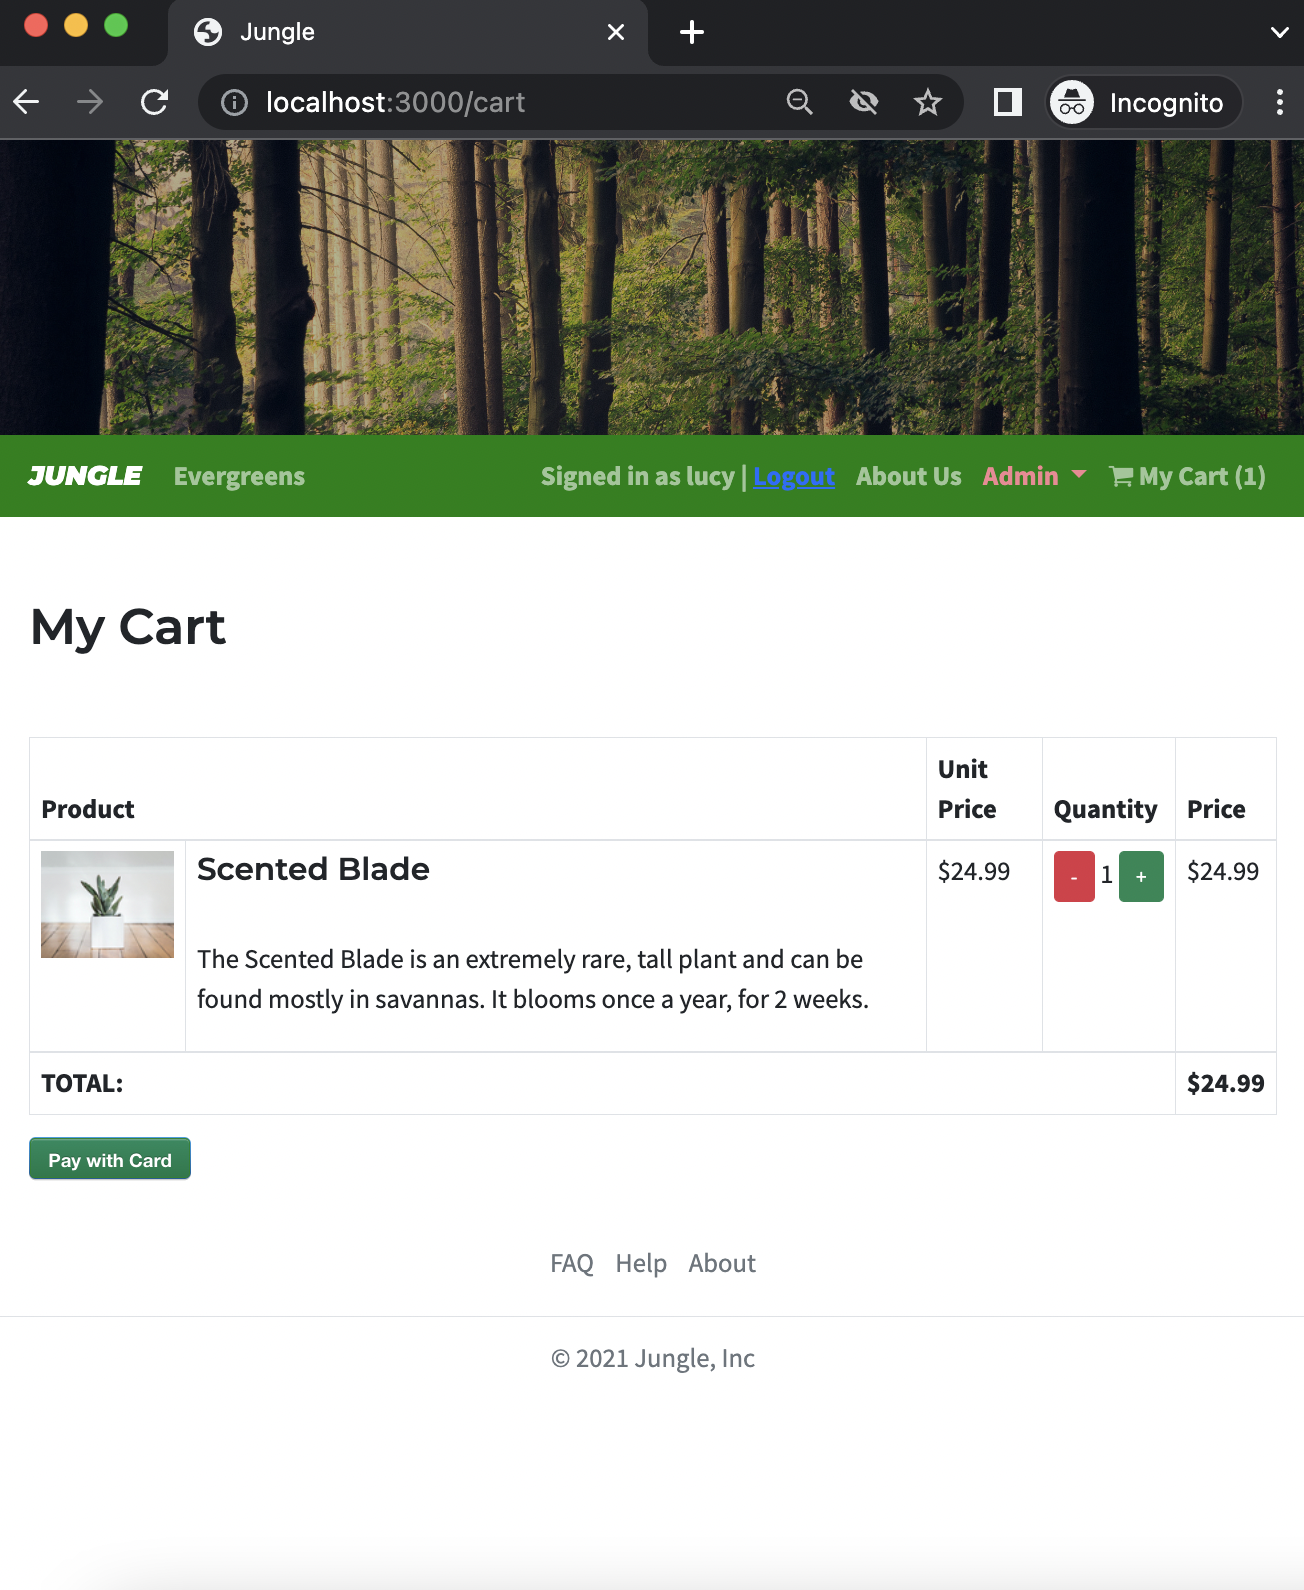 Jungle
localhost:3000/cart
Incognito
JUNGLE Evergreens Signed in as lucy | Logout About Us Admin My Cart (1)
My Cart
Product Unit Price Quantity Price
Scented Blade $24.99 - 1 + $24.99
The Scented Blade is an extremely rare, tall plant and can be
found mostly in savannas. It blooms once a year, for 2 weeks.
TOTAL: $24.99
Pay with Card
FAQ Help About
© 2021 Jungle, Inc